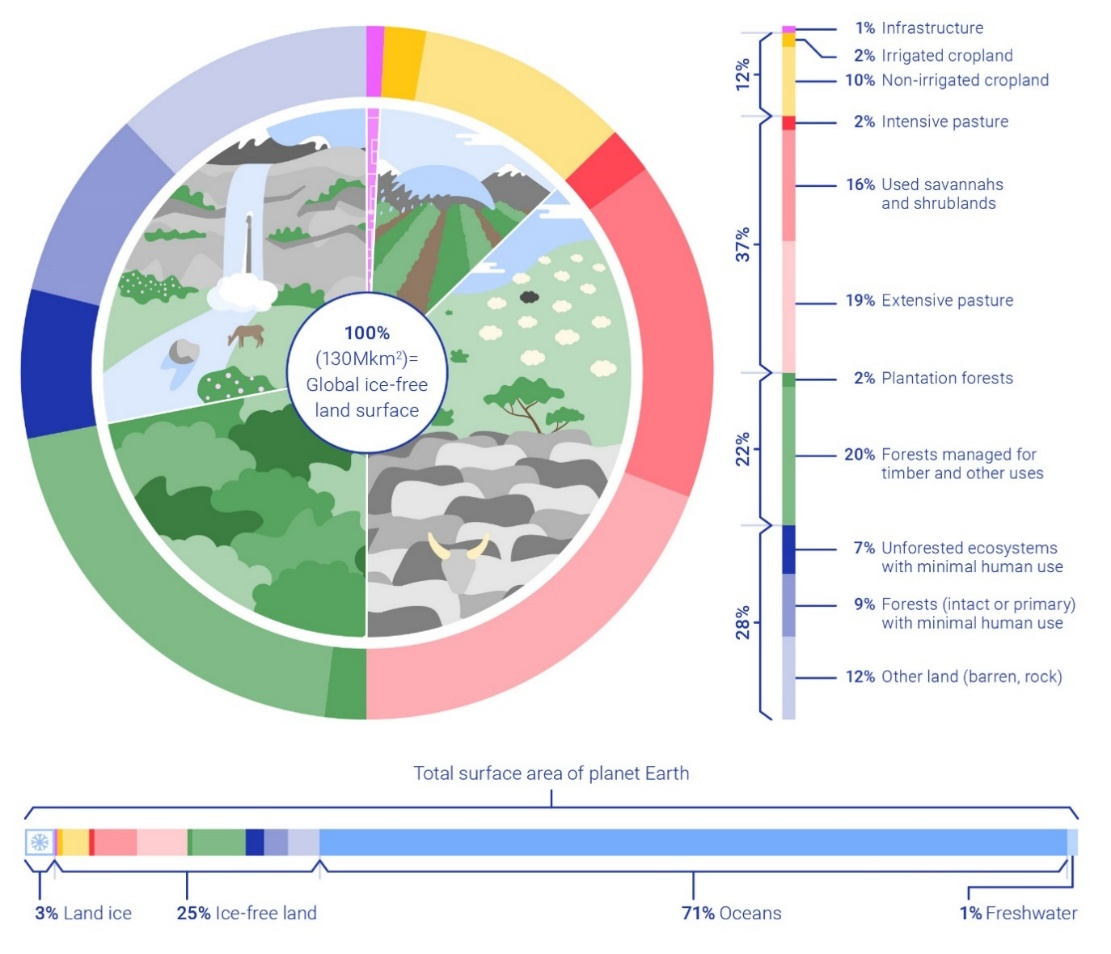 100%
(130Mkm²)=
Global ice-free
land surface
12%
37%
22%
28%
1% Infrastructure
2% Irrigated cropland
10% Non-irrigated cropland
2% Intensive pasture
16% Used savannahs
and shrublands
19% Extensive pasture
2% Plantation forests
20% Forests managed for
timber and other uses
7% Unforested ecosystems
with minimal human use
9% Forests (intact or primary)
with minimal human use
12% Other land (barren, rock)
Total surface area of planet Earth
3% Land ice
25% Ice-free land
71% Oceans
1% Freshwater